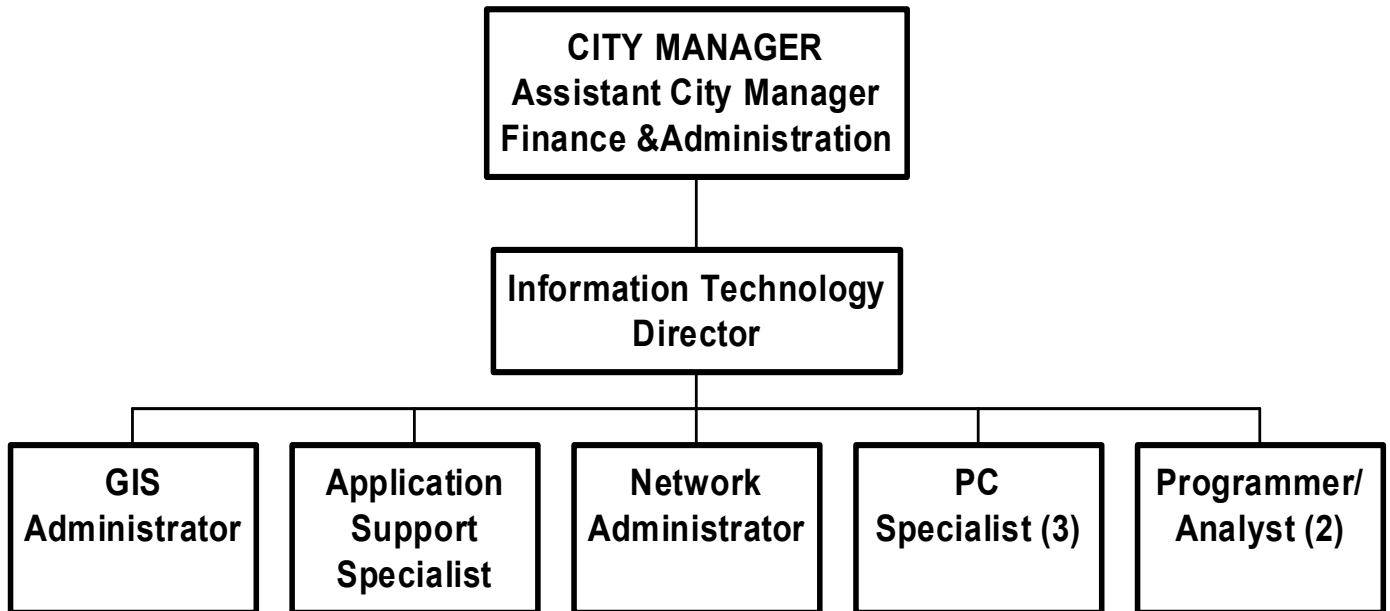 CITY MANAGER
Assistant City Manager
Finance &Administration
Information Technology
Director
GIS
Administrator
Application
Support
Specialist
Network
Administrator
PC
Specialist (3)
Programmer/
Analyst (2)